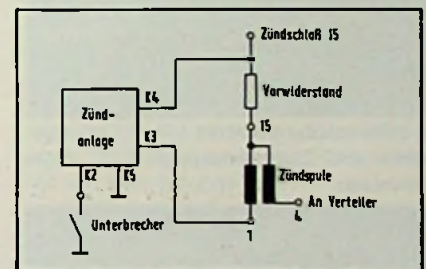 Zündschloß 15
K4
Zünd-
anlage
Vorwiderstand
K3
15
K2
K5
Zündspule
An Verteiler
4
Unterbrecher
1